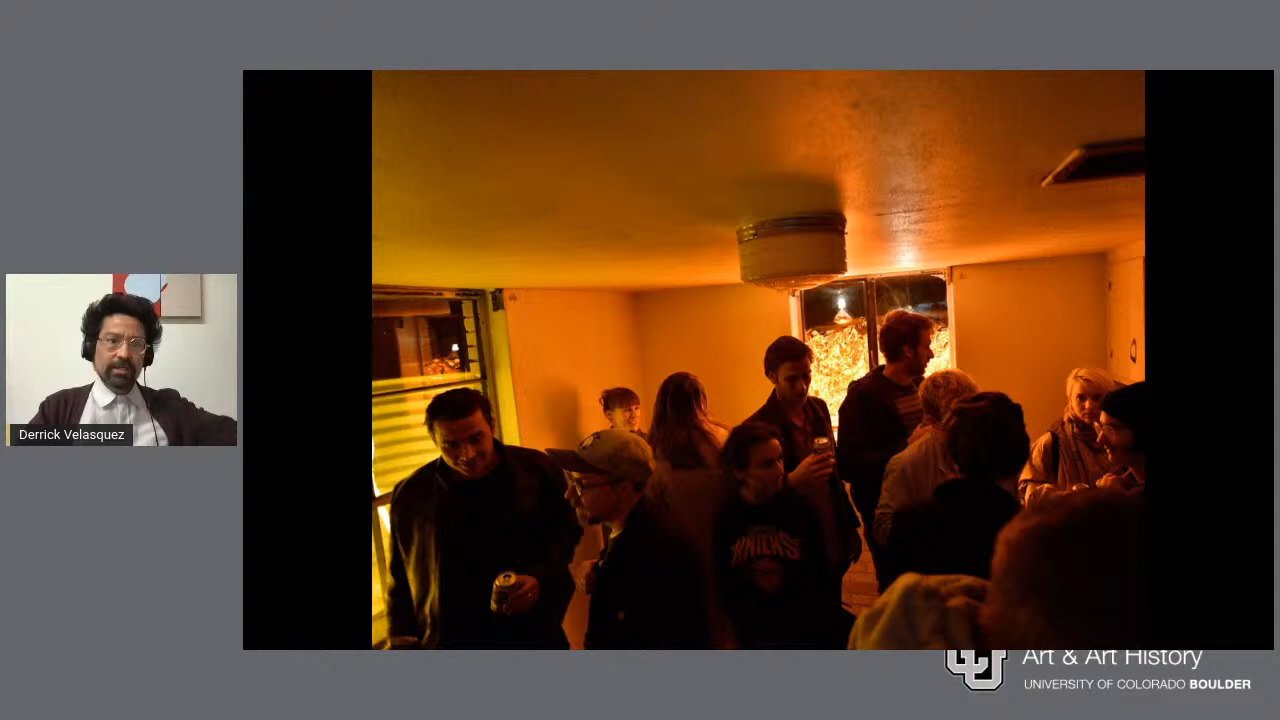 Derrick Velasquez
KNICKS
Art & Art History
UNIVERSITY OF COLORADO BOULDER